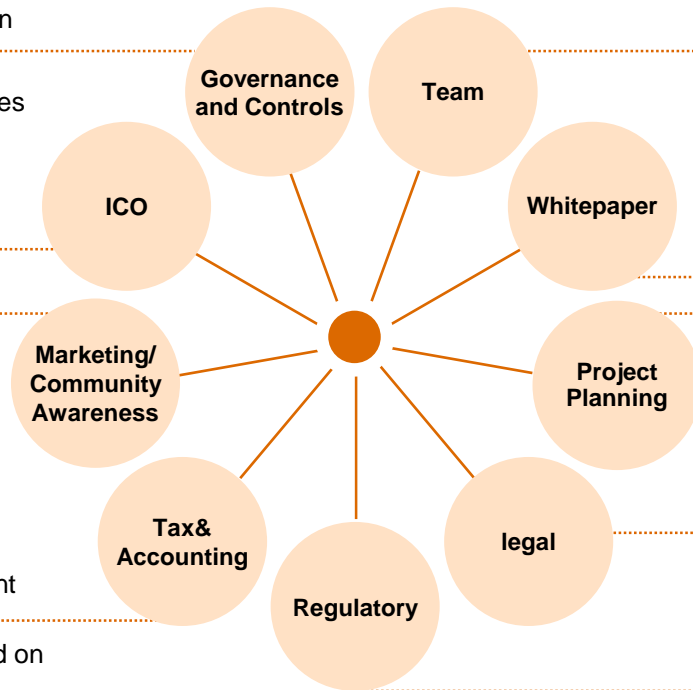 n
Governance
and Controls
Team
es
ICO
Whitepaper
Marketing/
Community
Awareness
Project
Planning
Tax&
Accounting
legal
nt
Regulatory
d on